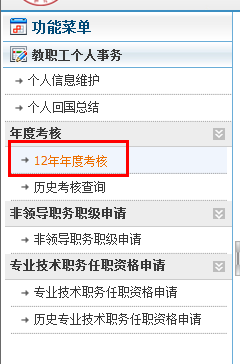 功能菜单
教职工个人事务
个人信息维护
个人回国总结
年度考核
12年年度考核
历史考核查询
非领导职务职级申请
非领导职务职级申请
专业技术职务任职资格申请
专业技术职务任职资格申请
历史专业技术职务任职资格申请